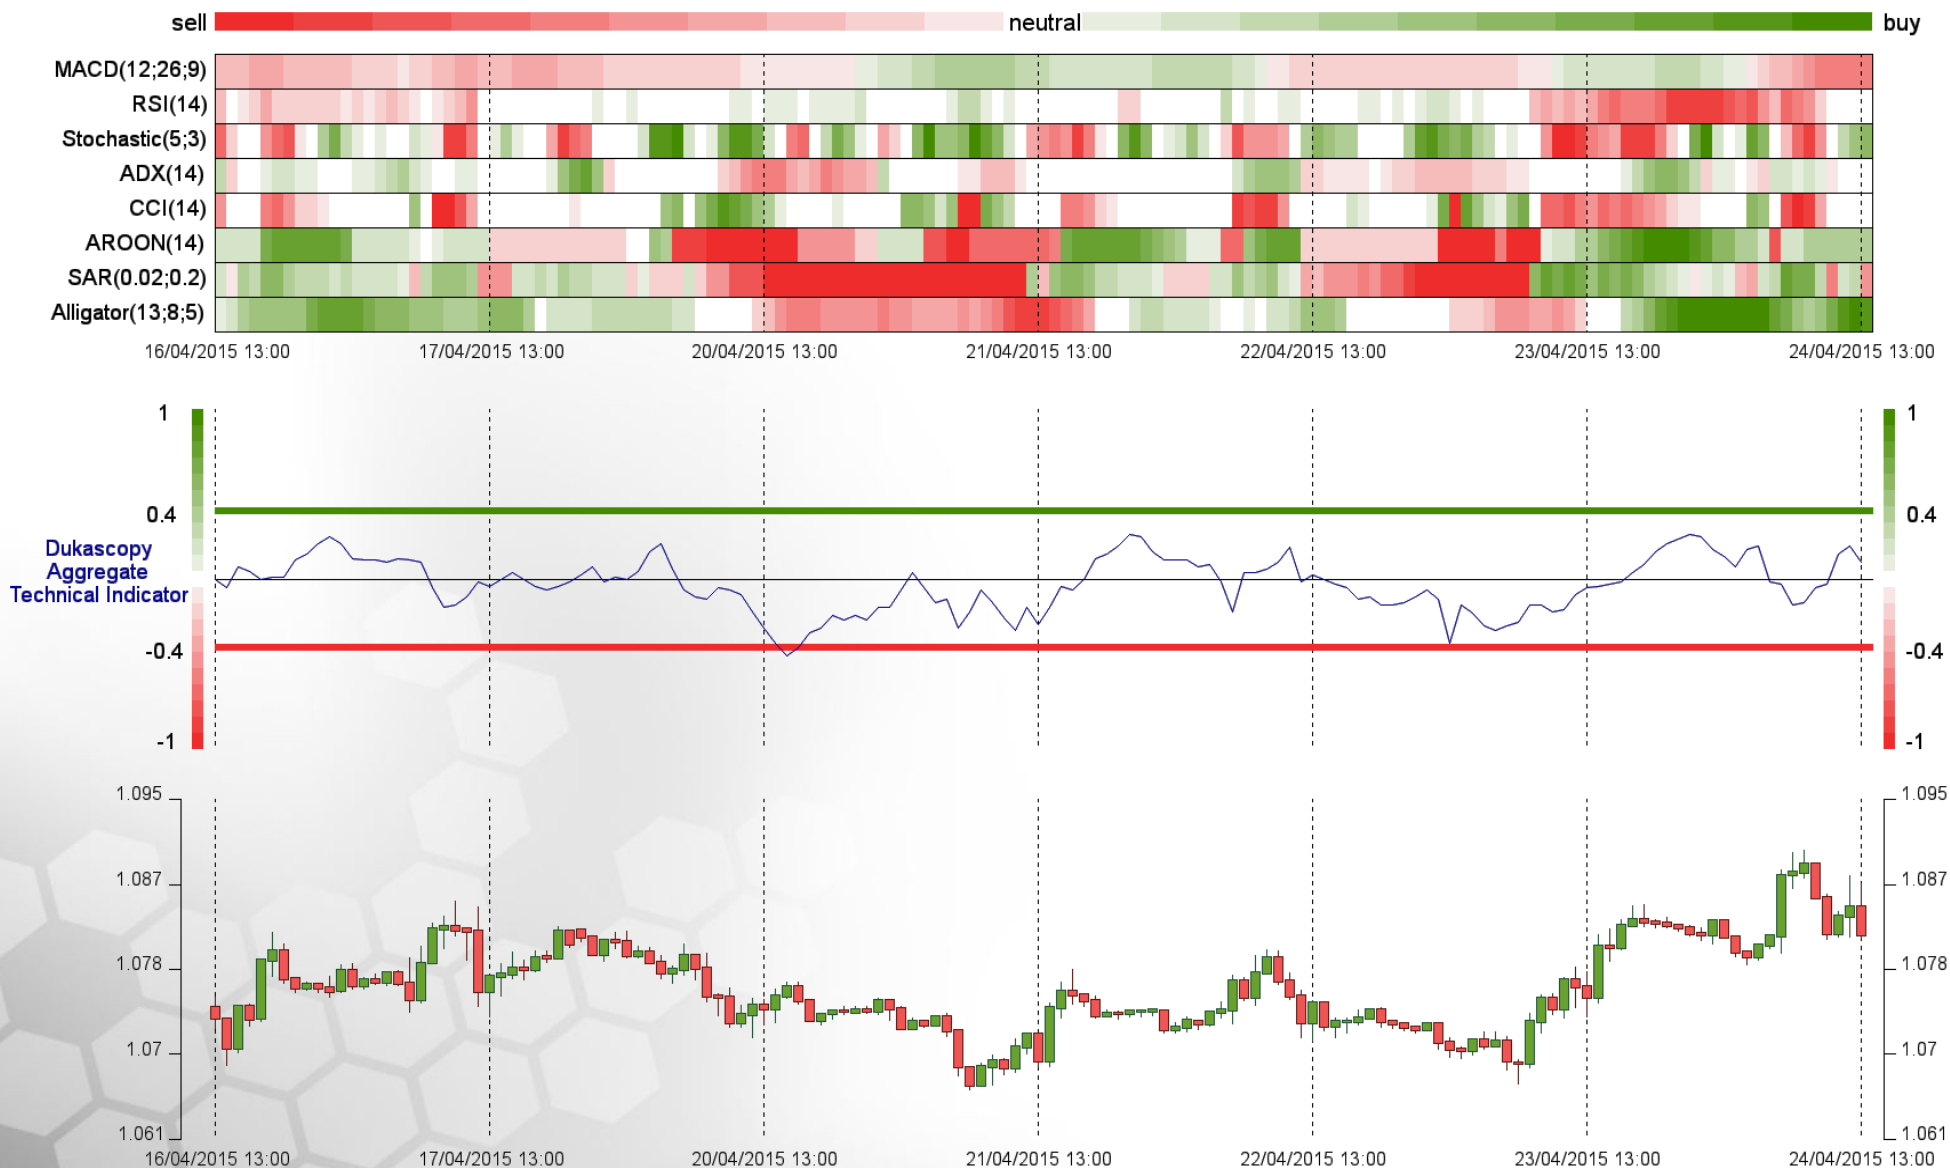 sell neutral buy
MACD(12;26;9)
RSI(14)
Stochastic(5;3)
ADX(14)
CCI(14)
AROON(14)
SAR(0.02;0.2)
Alligator(13;8;5)
16/04/2015 13:00 17/04/2015 13:00 20/04/2015 13:00 21/04/2015 13:00 22/04/2015 13:00 23/04/2015 13:00 24/04/2015 13:00
1 1
0.4 0.4
Dukascopy
Aggregate
Technical Indicator
-0.4 -0.4
-1 -1
1.095 1.095
1.087 1.087
1.078 1.078
1.07 1.07
1.061 1.061
16/04/2015 13:00 17/04/2015 13:00 20/04/2015 13:00 21/04/2015 13:00 22/04/2015 13:00 23/04/2015 13:00 24/04/2015 13:00